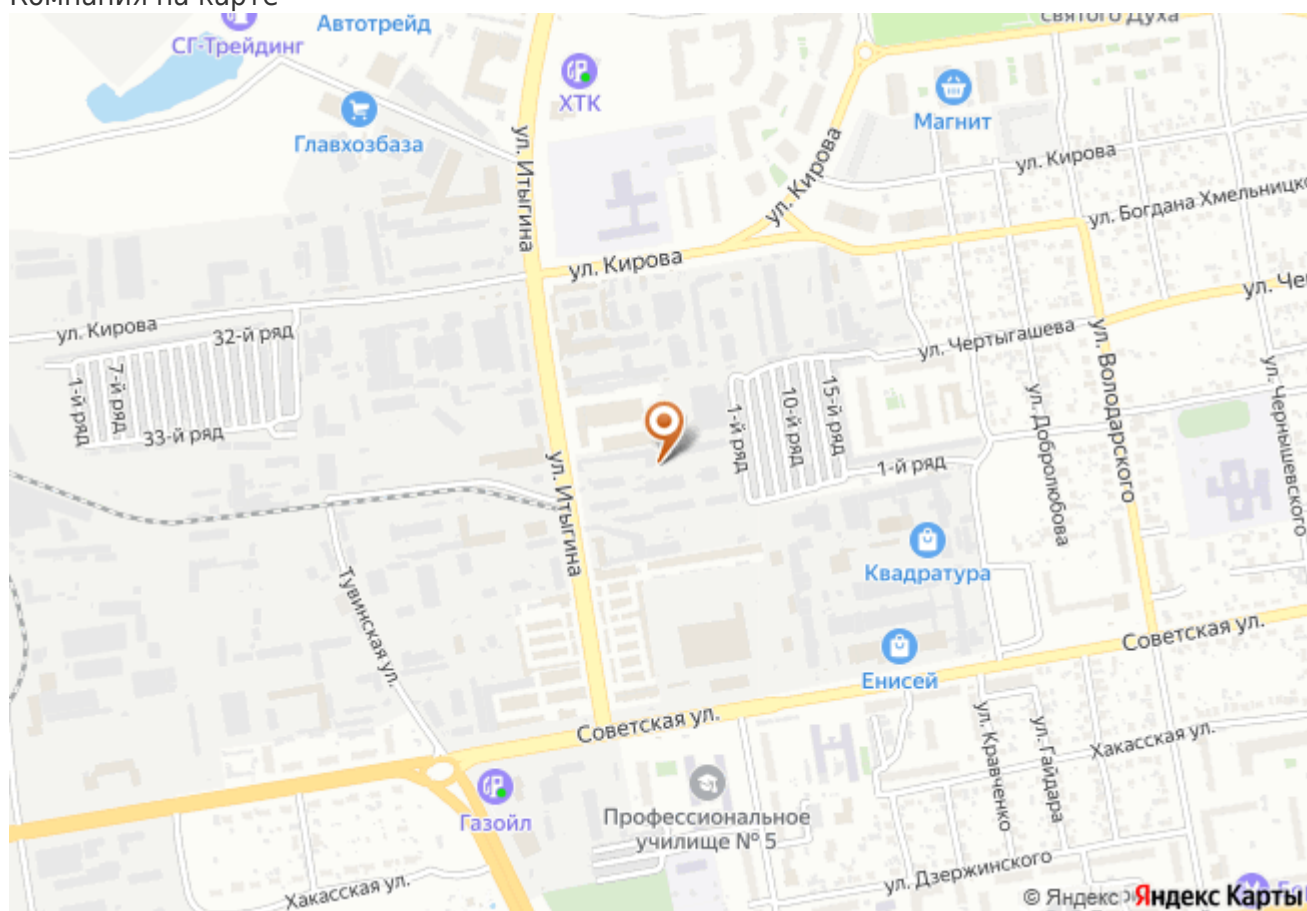 Компания на карте
Автотрейд
Святого Духа
СГ-Трейдинг
ХТК
Магнит
Главхозбаза
ул. Итыгина
ул. Кирова
ул. Кирова
ул. Богдана Хмельницко
ул. Кирова
ул. Че
ул. Кирова
32-й ряд
ул. Чертыгашева
ул. Володарского
1-й ряд
7-й ряд
33-й ряд
1-й ряд
10-й ряд
15-й ряд
1-й ряд
ул. Добролюбова
ул. Чернышевского
ул. Итыгина
Квадратура
Тувинская ул.
Советская ул.
Енисей
Советская ул.
ул. Кравченко
ул. Гайдара
Хакасская ул.
Газойл
Профессиональное
училище № 5
ул. Дзержинского
Хакасская ул.
© Яндекс
Яндекс Карты